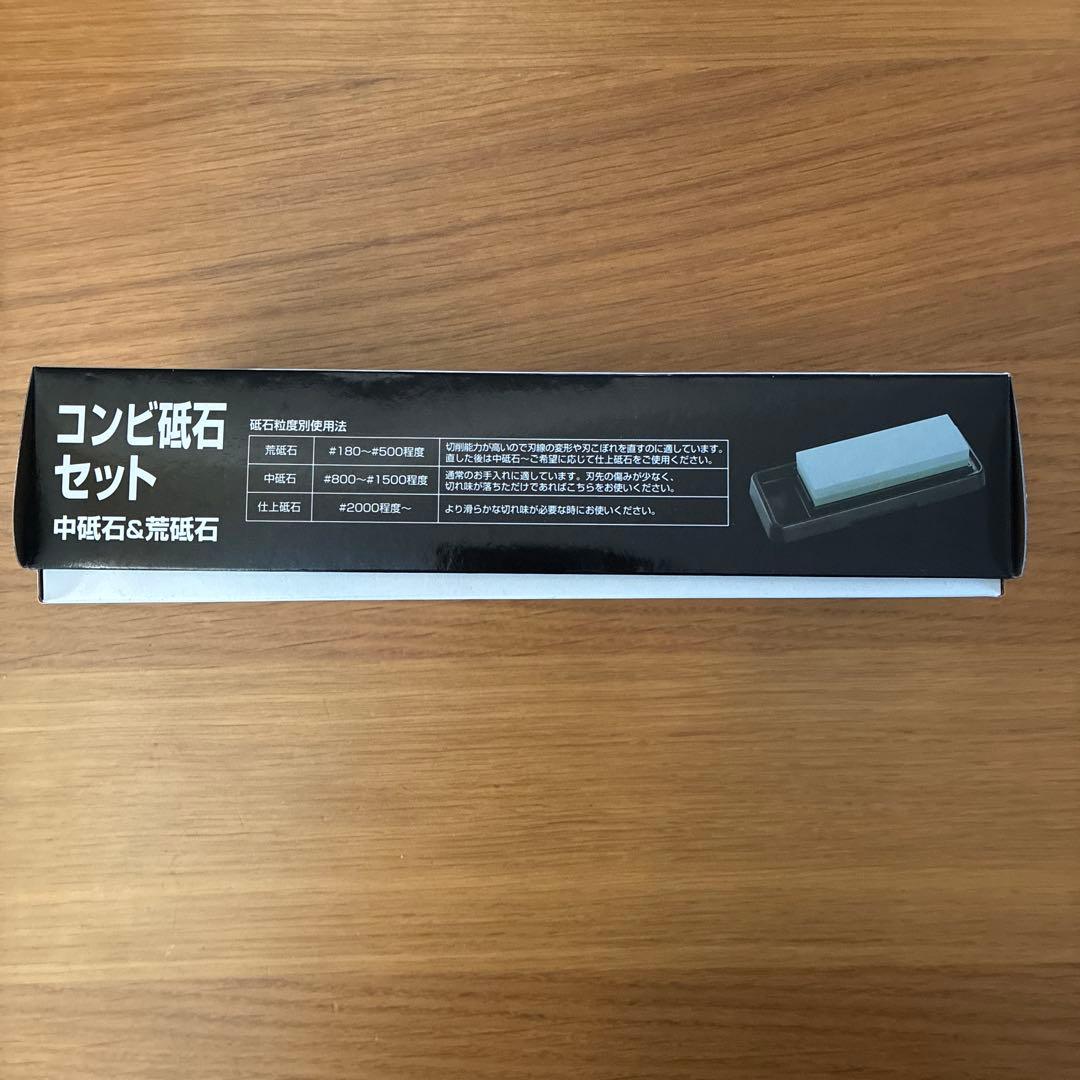 コンビ砥石
セット
中砥石&荒砥石
砥石粒度別使用法
荒砥石 #180〜#500程度 切削能力が高いので刃線の変形や刃こぼれを直すのに適しています。
直した後は中砥石〜ご希望に応じて仕上砥石をご使用ください。
中砥石 #800〜#1500程度 通常のお手入れに適しています。刃先の傷みが少なく、
切れ味が落ちただけであればこちらをお使いください。
仕上砥石 #2000程度〜 より滑らかな切れ味が必要な時にお使いください。